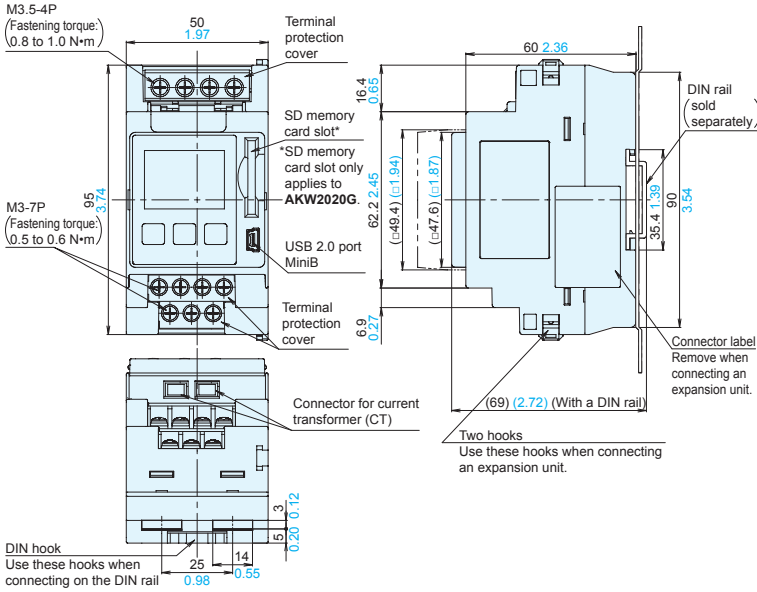 M3.5-4P
(Fastening torque:
0.8 to 1.0 N•m)
50
1.97
Terminal
protection
cover
SD memory
card slot*
*SD memory
card slot only
applies to
AKW2020G.
95
3.74
M3-7P
(Fastening torque:
0.5 to 0.6 N•m)
USB 2.0 port
MiniB
Terminal
protection
cover
60 2.36
16.4
0.65
62.2 2.45
(□49.4) (□1.94)
(□47.6) (□1.87)
6.9
0.27
DIN rail
(sold
separately)
35.4 1.39
90
3.54
Connector label
Remove when
connecting an
expansion unit.
(69) (2.72) (With a DIN rail)
Two hooks
Use these hooks when connecting
an expansion unit.
Connector for current
transformer (CT)
3
0.12
5
0.20
14
0.55
25
0.98
DIN hook
Use these hooks when
connecting on the DIN rail